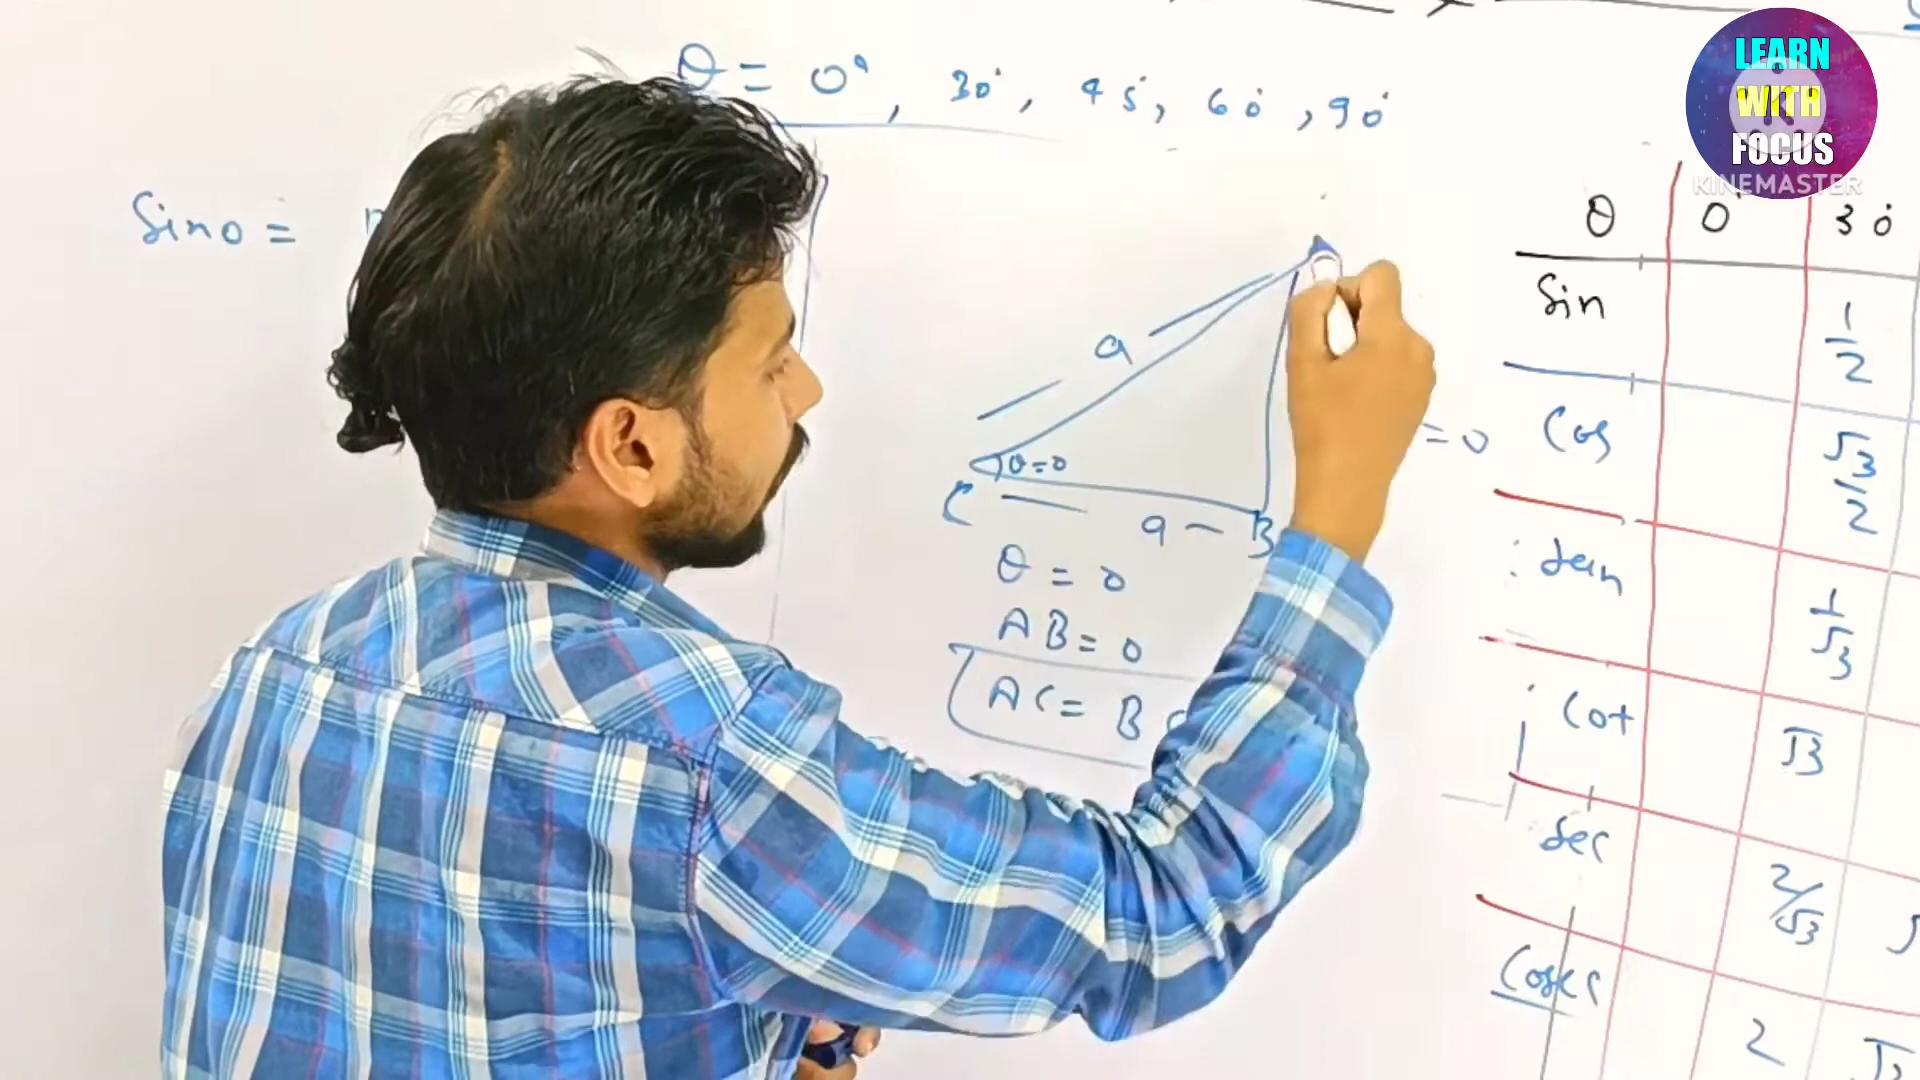 θ = 0°, 30°, 45°, 60°, 90°
LEARN
WITH
FOCUS
KINEMASTER
Sin0 =
a
θ=0
= 0
C
a
B
θ = 0
AB = 0
AC = B
θ 0° 30°
Sin 1/2
Cos √3/2
tan 1/√3
Cot √3
Sec 2/√3
Cosec 2